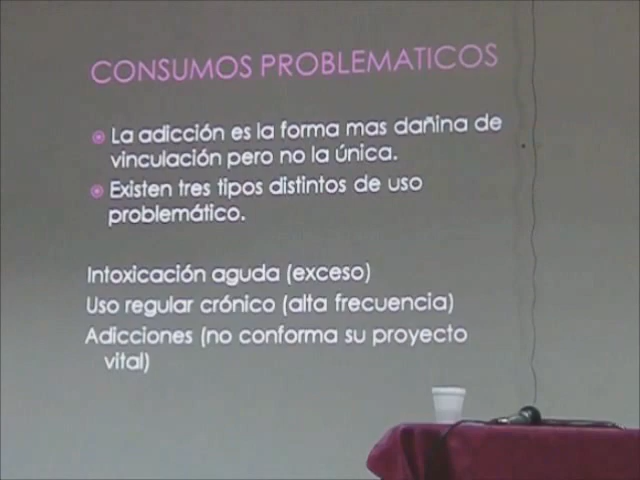 CONSUMOS PROBLEMATICOS
La adicción es la forma mas dañina de
vinculación pero no la única.
Existen tres tipos distintos de uso
problemático.
Intoxicación aguda (exceso)
Uso regular crónico (alta frecuencia)
Adicciones (no conforma su proyecto
vital)